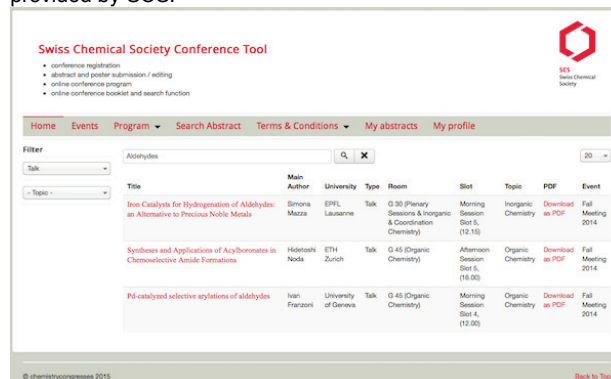 provided by SCS.
Swiss Chemical Society Conference Tool
• conference registration
• abstract and poster submission / editing
• online conference program
• online conference booklet and search function
SCS
Swiss Chemical
Society
Home Events Program Search Abstract Terms & Conditions My abstracts My profile
Filter
Talk
- Topic -
Aldehydes
20
Title Main Author University Type Room Slot Topic PDF Event
Iron Catalysts for Hydrogenation of Aldehydes: an Alternative to Precious Noble Metals Simona Mazza EPFL Lausanne Talk G 30 (Plenary Sessions & Inorganic & Coordination Chemistry) Morning Session Slot 5, (12.15) Inorganic Chemistry Download as PDF Fall Meeting 2014
Syntheses and Applications of Acylboronates in Chemoselective Amide Formations Hidetoshi Noda ETH Zurich Talk G 45 (Organic Chemistry) Afternoon Session Slot 5, (16.00) Organic Chemistry Download as PDF Fall Meeting 2014
Pd-catalyzed selective arylations of aldehydes Ivan Franzoni University of Geneva Talk G 45 (Organic Chemistry) Morning Session Slot 4, (12.00) Organic Chemistry Download as PDF Fall Meeting 2014
© chemistrycongresses 2015 Back to Top